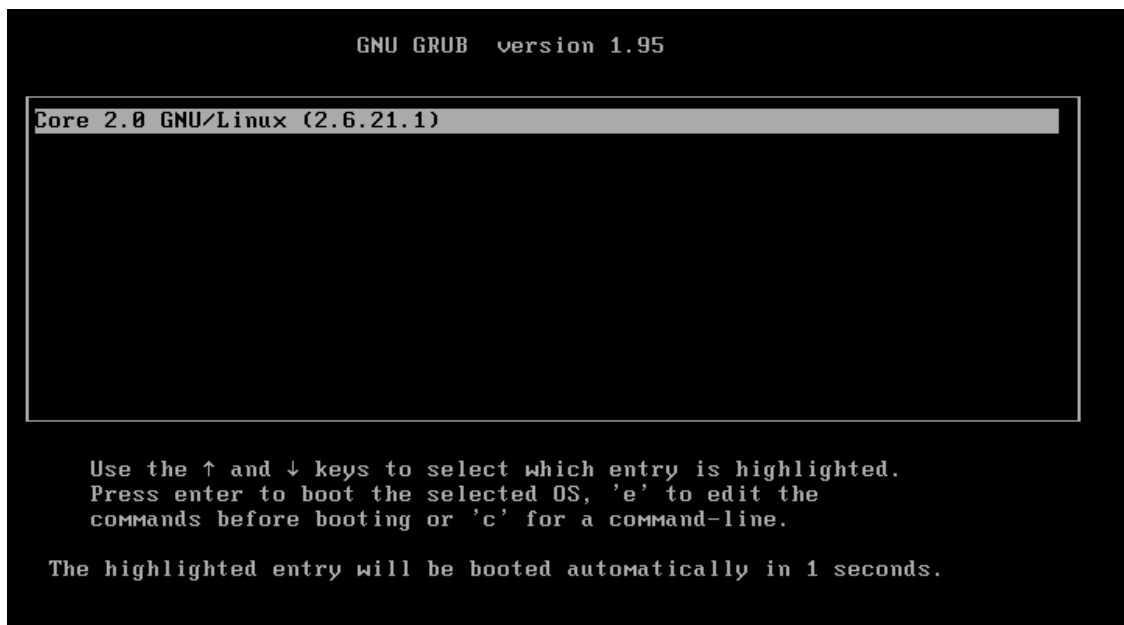 GNU GRUB  version 1.95
Core 2.0 GNU/Linux (2.6.21.1)
Use the ↑ and ↓ keys to select which entry is highlighted.
Press enter to boot the selected OS, 'e' to edit the
commands before booting or 'c' for a command-line.
The highlighted entry will be booted automatically in 1 seconds.